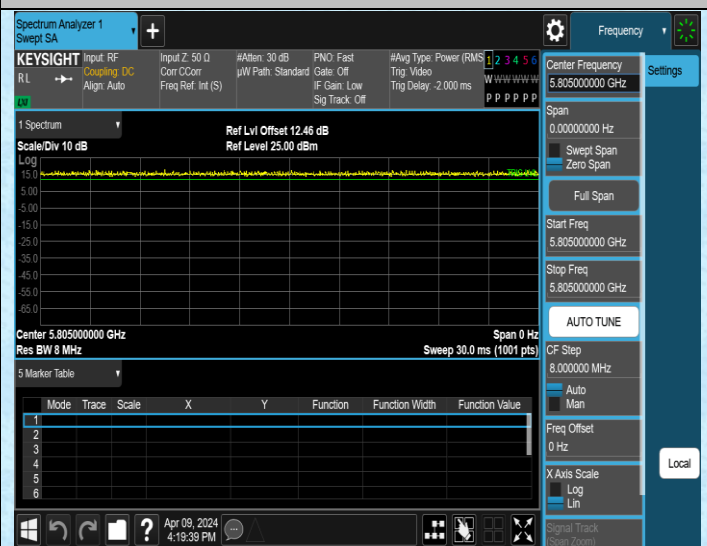 Spectrum Analyzer 1
Swept SA
Frequency
KEYSIGHT
RL
LXI
Input: RF
Coupling: DC
Align: Auto
Input Z: 50 Ω
Corr CCorr
Freq Ref: Int (S)
#Atten: 30 dB
µW Path: Standard
PNO: Fast
Gate: Off
IF Gain: Low
Sig Track: Off
#Avg Type: Power (RMS
Trig: Video
Trig Delay: -2.000 ms
1 2 3 4 5 6
W W W W W W
P P P P P P
1 Spectrum
Scale/Div 10 dB
Ref Lvl Offset 12.46 dB
Ref Level 25.00 dBm
Log
15.0
5.00
-5.00
-15.0
-25.0
-35.0
-45.0
-55.0
-65.0
Center 5.805000000 GHz
Res BW 8 MHz
Span 0 Hz
Sweep 30.0 ms (1001 pts)
5 Marker Table
Mode Trace Scale X Y Function Function Width Function Value
1
2
3
4
5
6
Apr 09, 2024
4:19:39 PM
Center Frequency
5.805000000 GHz
Span
0.00000000 Hz
Swept Span
Zero Span
Full Span
Start Freq
5.805000000 GHz
Stop Freq
5.805000000 GHz
AUTO TUNE
CF Step
8.000000 MHz
Auto
Man
Freq Offset
0 Hz
X Axis Scale
Log
Lin
Signal Track
(Span Zoom)
Settings
Local